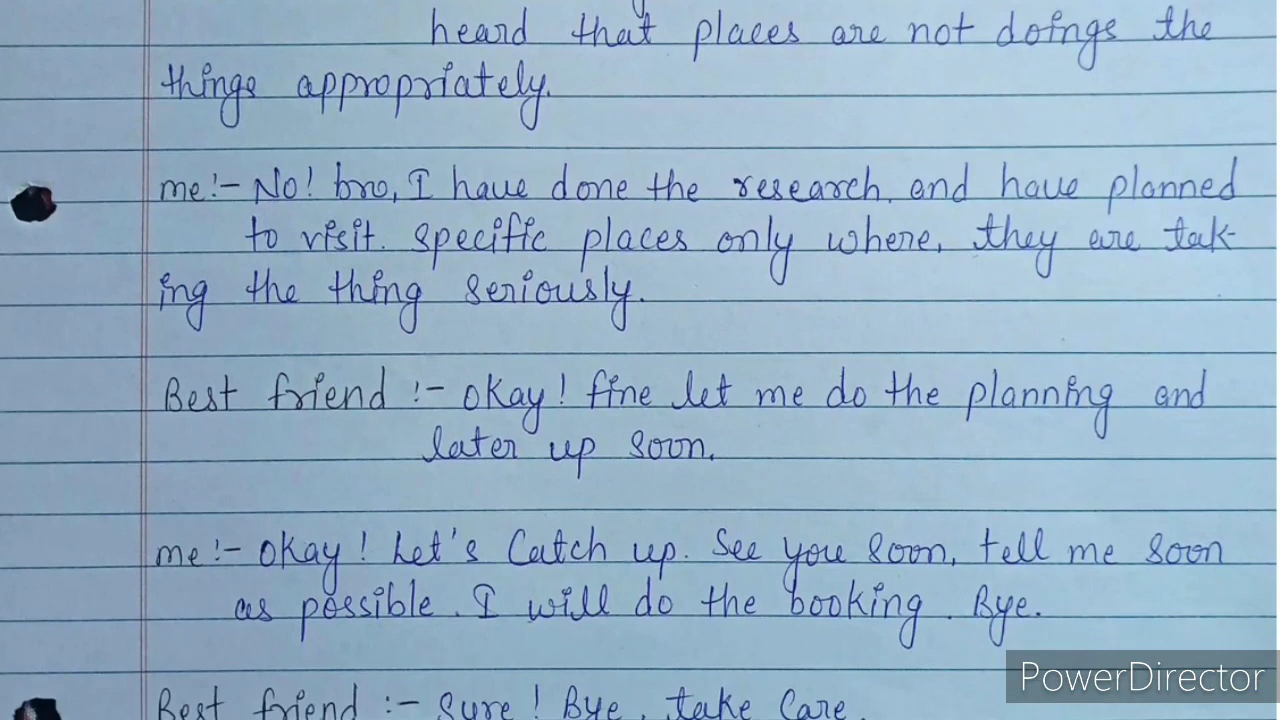 heard that places are not doings the
things appropriately.
me:- No! bro, I have done the research. and have planned
to visit. specific places only where, they are tak-
ing the thing seriously.
Best friend :- Okay! fine let me do the planning and
later up soon.
me:- Okay! Let's Catch up. See you soon, tell me soon
as possible. I will do the booking. Bye.
Best friend :- Sure! Bye, take Care.
PowerDirector